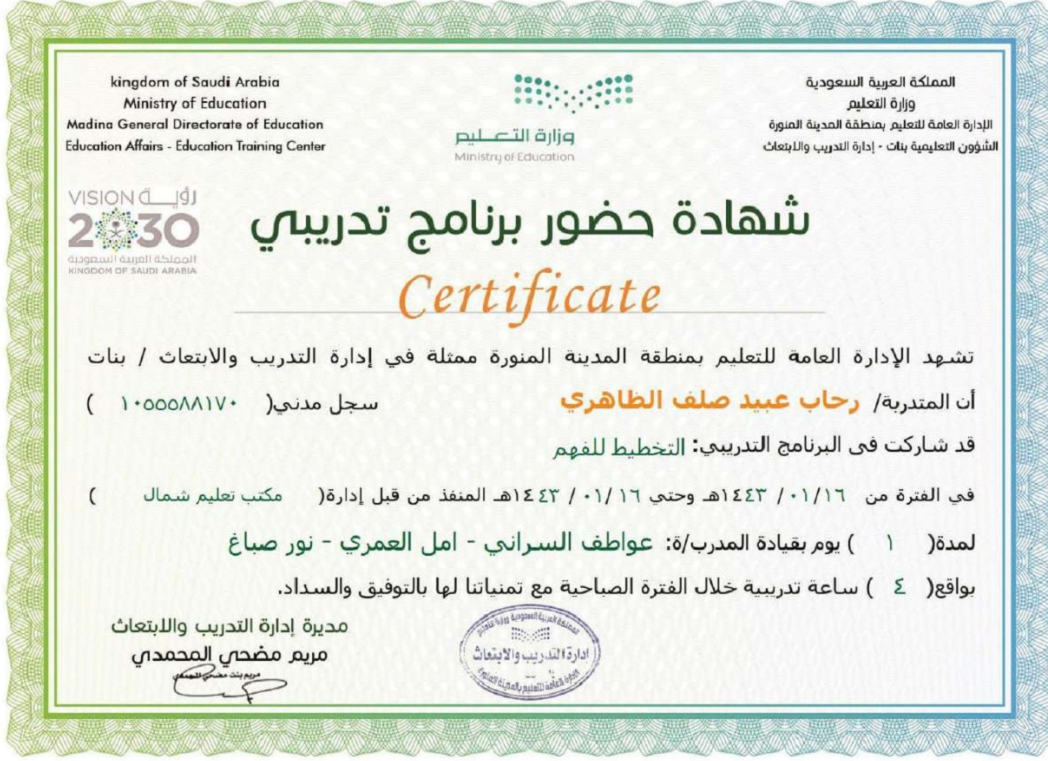 kingdom of Saudi Arabia
Ministry of Education
Madina General Directorate of Education
Education Affairs - Education Training Center
وزارة التعليم
Ministry of Education
المملكة العربية السعودية
وزارة التعليم
الإدارة العامة للتعليم بمنطقة المدينة المنورة
الشؤون التعليمية بنات - إدارة التدريب والابتعاث
VISION رؤية
2030
المملكة العربية السعودية
KINGDOM OF SAUDI ARABIA
شهادة حضور برنامج تدريبي
Certificate
تشهد الإدارة العامة للتعليم بمنطقة المدينة المنورة ممثلة في إدارة التدريب والابتعاث / بنات
أن المتدربة/ رحاب عبيد صلف الظاهري سجل مدني( ١٠٥٥٥٨٨١٧٠ )
قد شاركت في البرنامج التدريبي: التخطيط للفهم
في الفترة من ١٤٤٣ /٠١/١٦هـ وحتي ١٦ /٠١ /١٤٤٣هـ المنفذ من قبل إدارة( مكتب تعليم شمال )
لمدة( ١ ) يوم بقيادة المدرب/ة: عواطف السراني - امل العمري - نور صباغ
بواقع( ٤ ) ساعة تدريبية خلال الفترة الصباحية مع تمنياتنا لها بالتوفيق والسداد.
مديرة إدارة التدريب والابتعاث
مريم مضحي المحمدي
ادارة التدريب والابتعاث